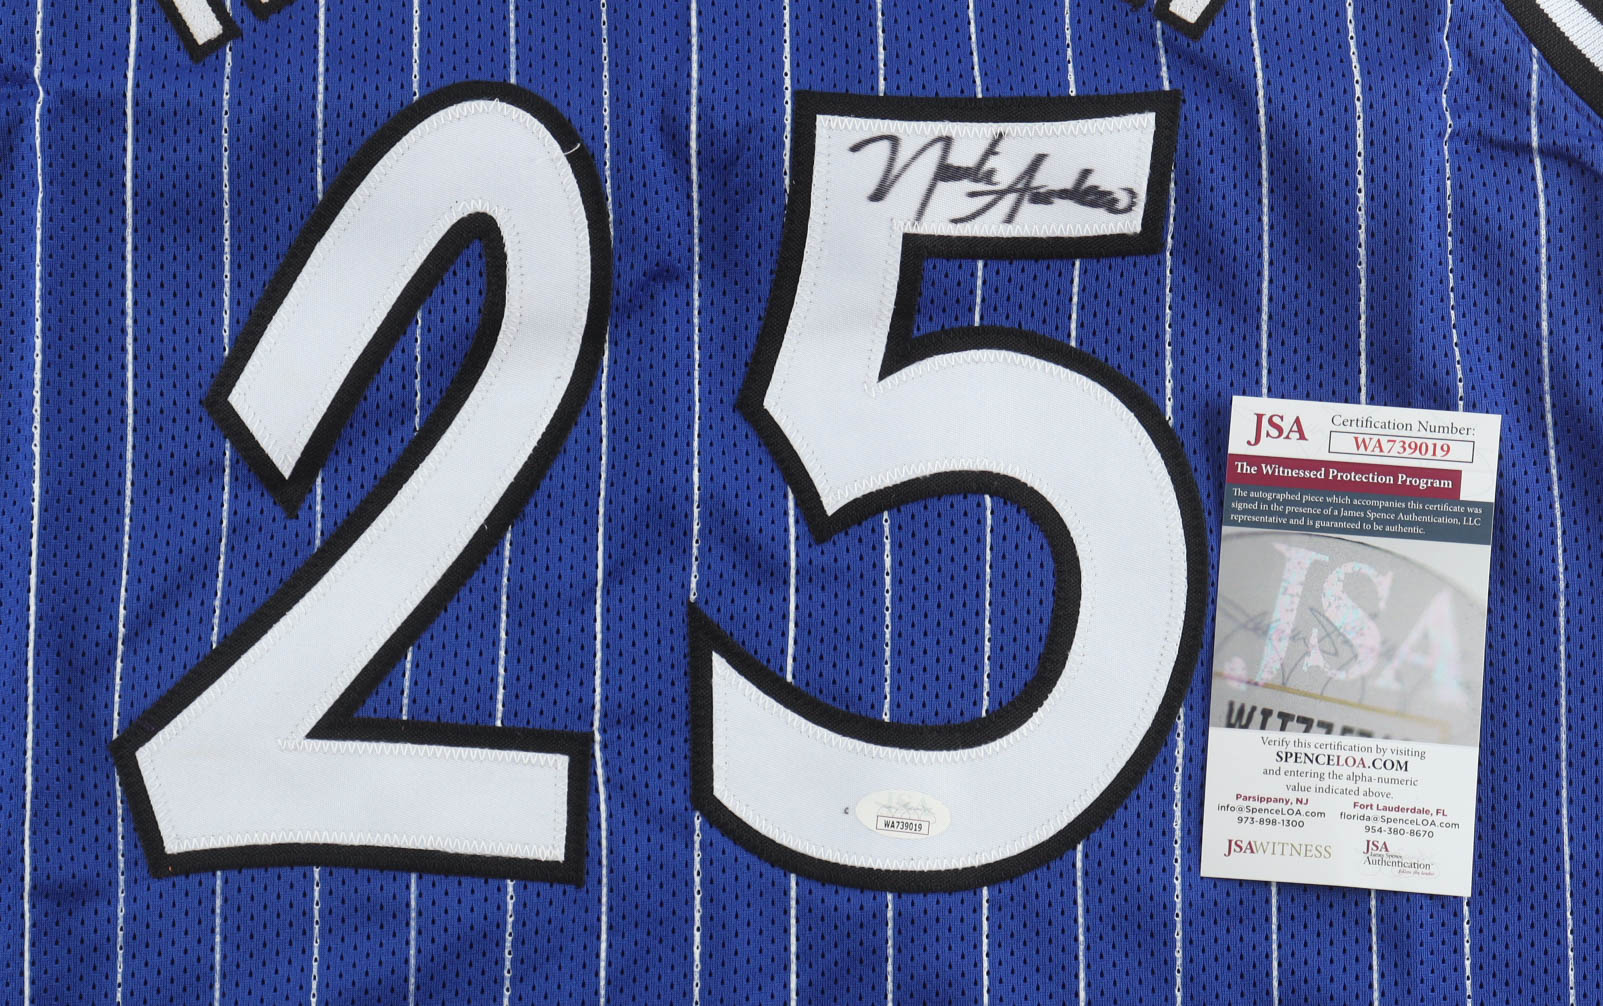 25
Nick Anderson
JSA
Certification Number:
WA739019
The Witnessed Protection Program
The autographed piece which accompanies this certificate was
signed in the presence of a James Spence Authentication, LLC
representative and is guaranteed to be authentic.
JSA
Verify this certification by visiting
SPENCELOA.COM
and entering the alpha-numeric
value indicated above.
Parsippany, NJ
info@SpenceLOA.com
973-898-1300
Fort Lauderdale, FL
florida@SpenceLOA.com
954-380-8670
JSAWITNESS
JSA
James Spence
Authentication
WA739019